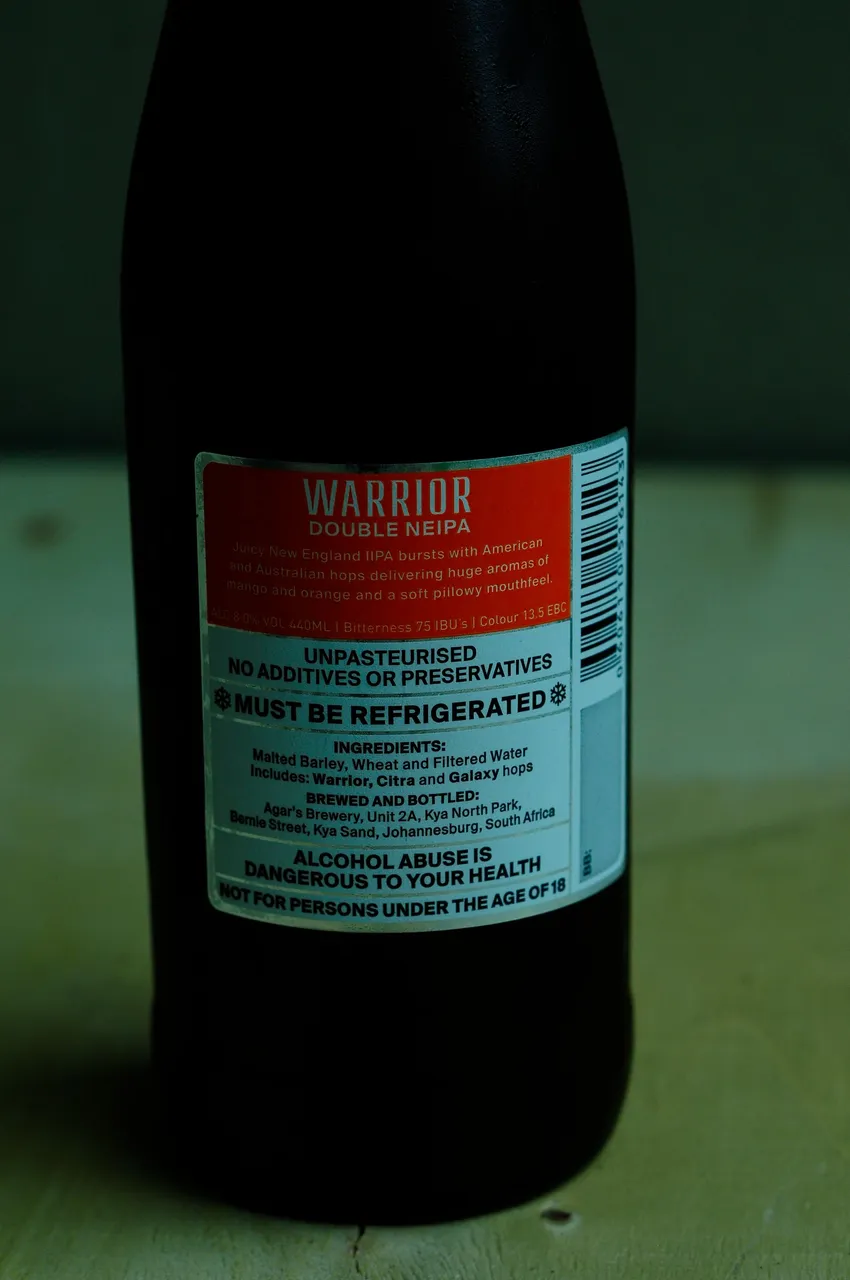 WARRIOR
DOUBLE NEIPA
Juicy New England IIPA bursts with American
and Australian hops delivering huge aromas of
mango and orange and a soft pillowy mouthfeel.
ALC 8.0% VOL 440ML | Bitterness 75 IBU's | Colour 13.5 EBC
UNPASTEURISED
NO ADDITIVES OR PRESERVATIVES
MUST BE REFRIGERATED
INGREDIENTS:
Malted Barley, Wheat and Filtered Water
Includes: Warrior, Citra and Galaxy hops
BREWED AND BOTTLED:
Agar's Brewery, Unit 2A, Kya North Park,
Bernie Street, Kya Sand, Johannesburg, South Africa
ALCOHOL ABUSE IS
DANGEROUS TO YOUR HEALTH
NOT FOR PERSONS UNDER THE AGE OF 18
BB: